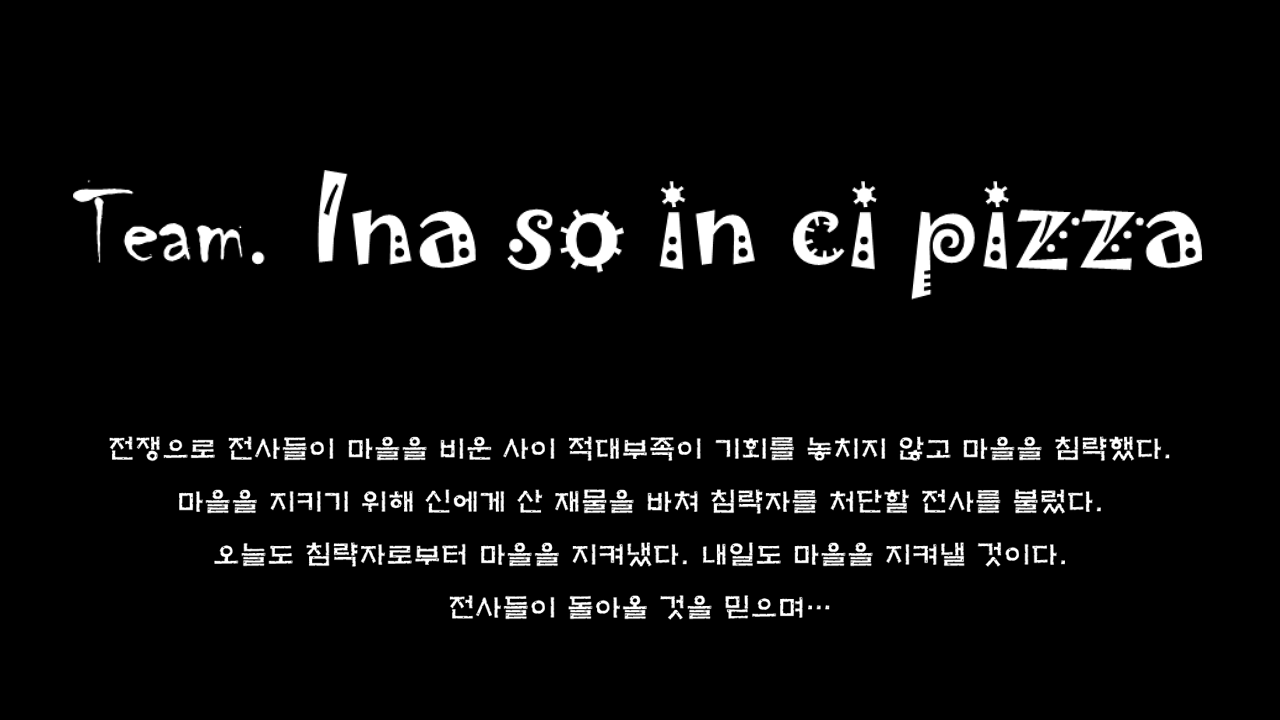 Team. Ina so in ci pizza
전쟁으로 전사들이 마을을 비운 사이 적대부족이 기회를 놓치지 않고 마을을 침략했다.
마을을 지키기 위해 신에게 산 재물을 바쳐 침략자를 처단할 전사를 불렀다.
오늘도 침략자로부터 마을을 지켜냈다. 내일도 마을을 지켜낼 것이다.
전사들이 돌아올 것을 믿으며…